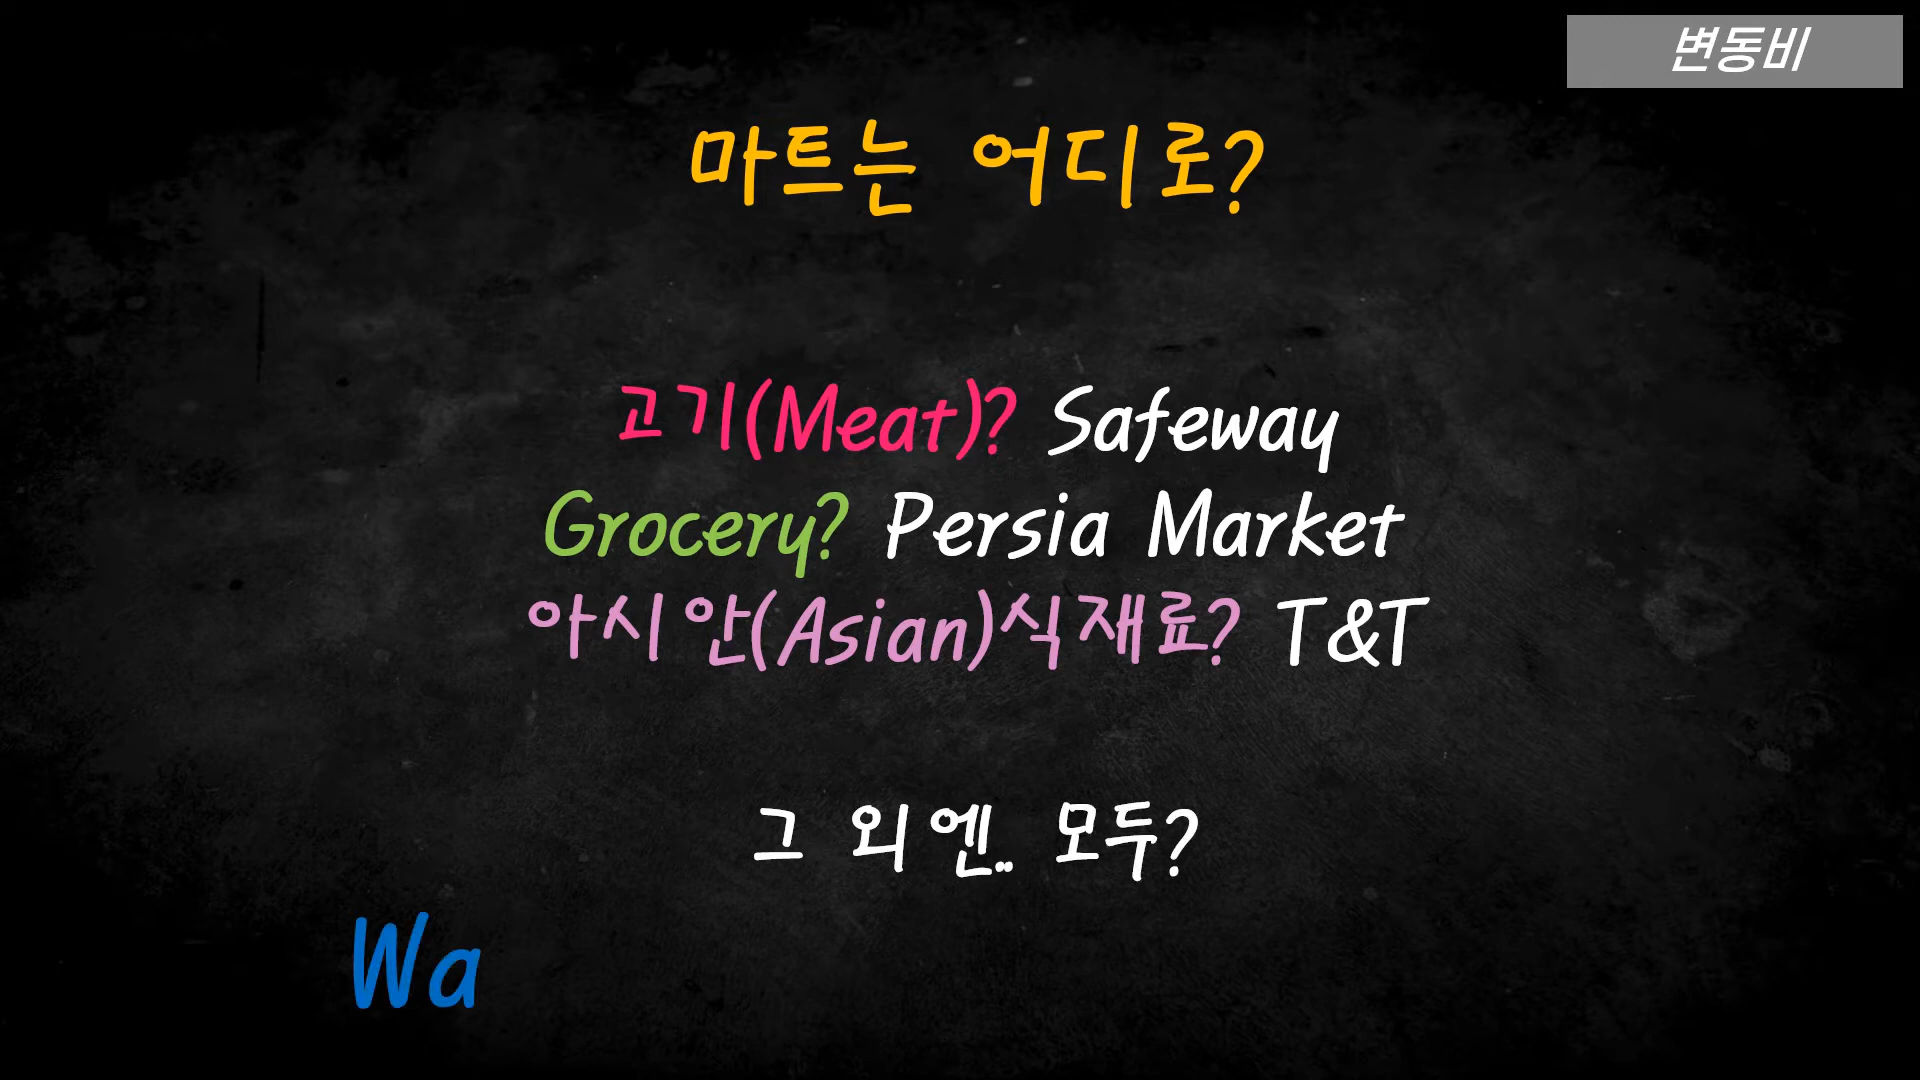 변동비
마트는 어디로?
고기(Meat)? Safeway
Grocery? Persia Market
아시안(Asian)식재료? T&T
그 외엔.. 모두?
Wa